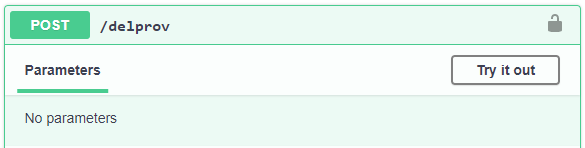 POST /delprov
Parameters Try it out
No parameters